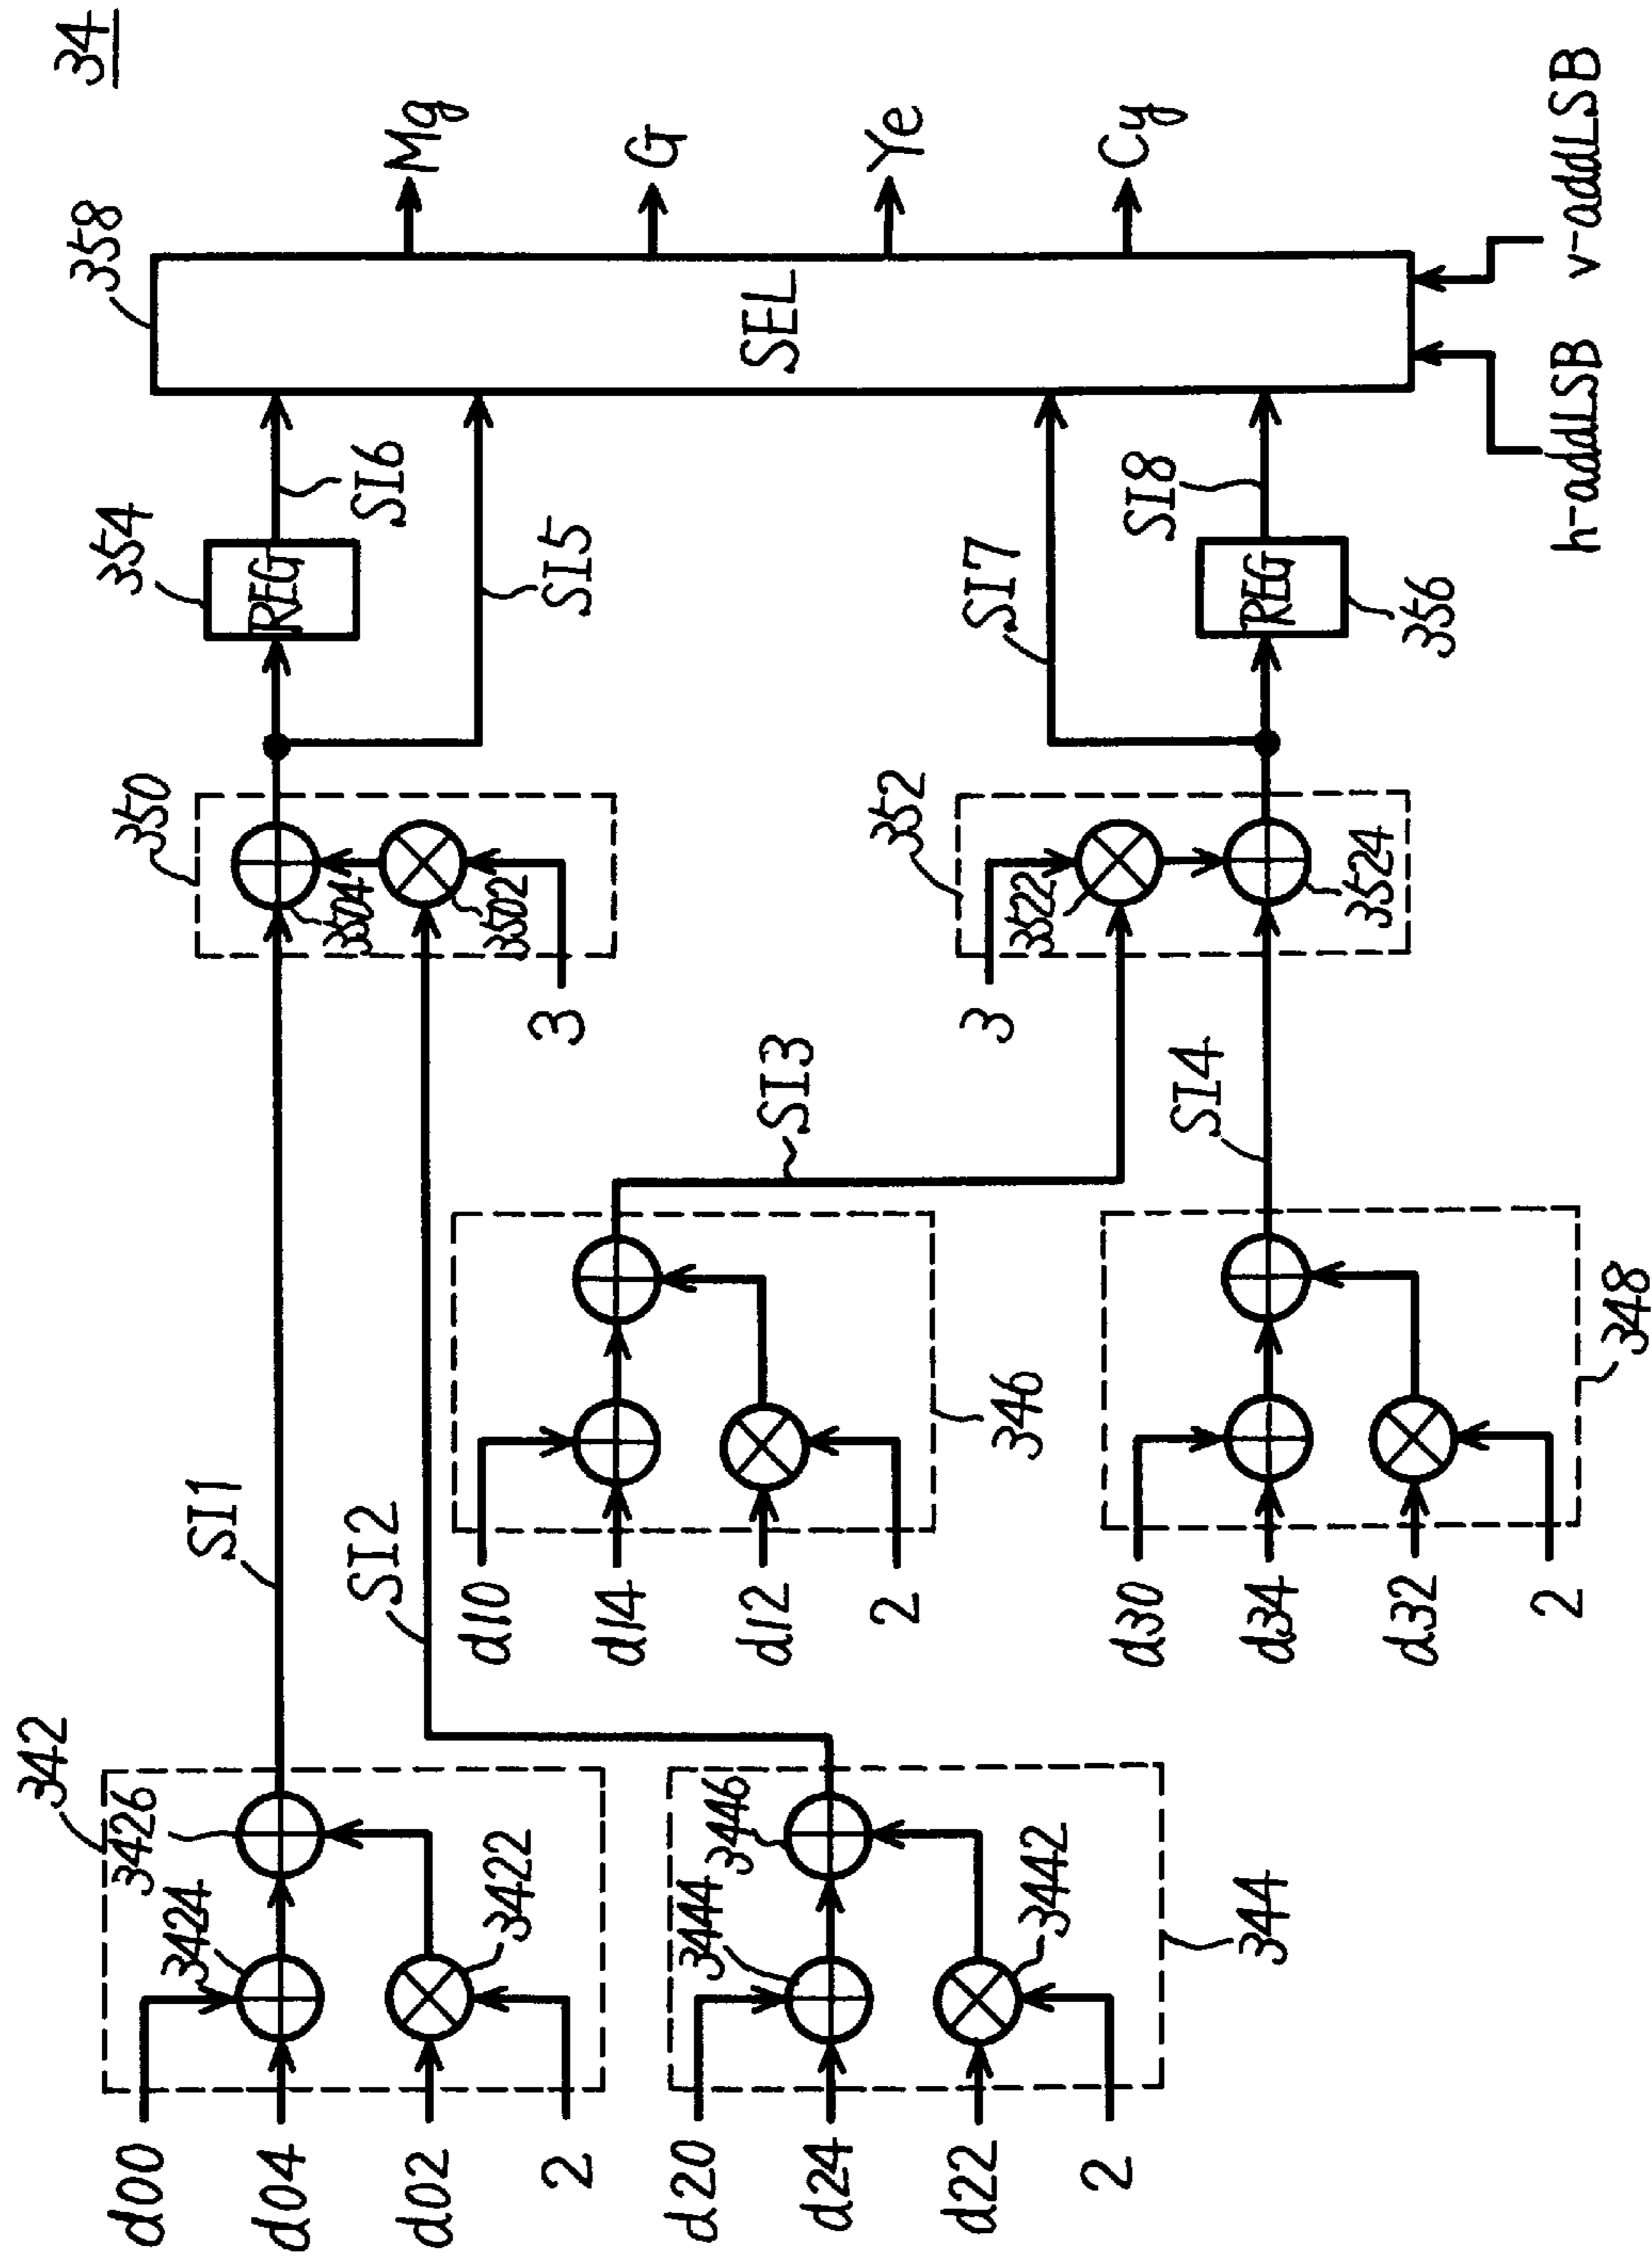 34
358
Mg
G
Ye
Cy
SEL
h-addLSB
v-addLSB
354
REG
SI6
SI5
SI7
SI8
REG
356
350
3504
3502
3
352
3522
3524
3
SI3
SI4
SI1
SI2
d10
d14
d12
2
346
d30
d34
d32
2
348
342
3426
3424
3422
d00
d04
d02
2
3446
3444
3442
344
d20
d24
d22
2